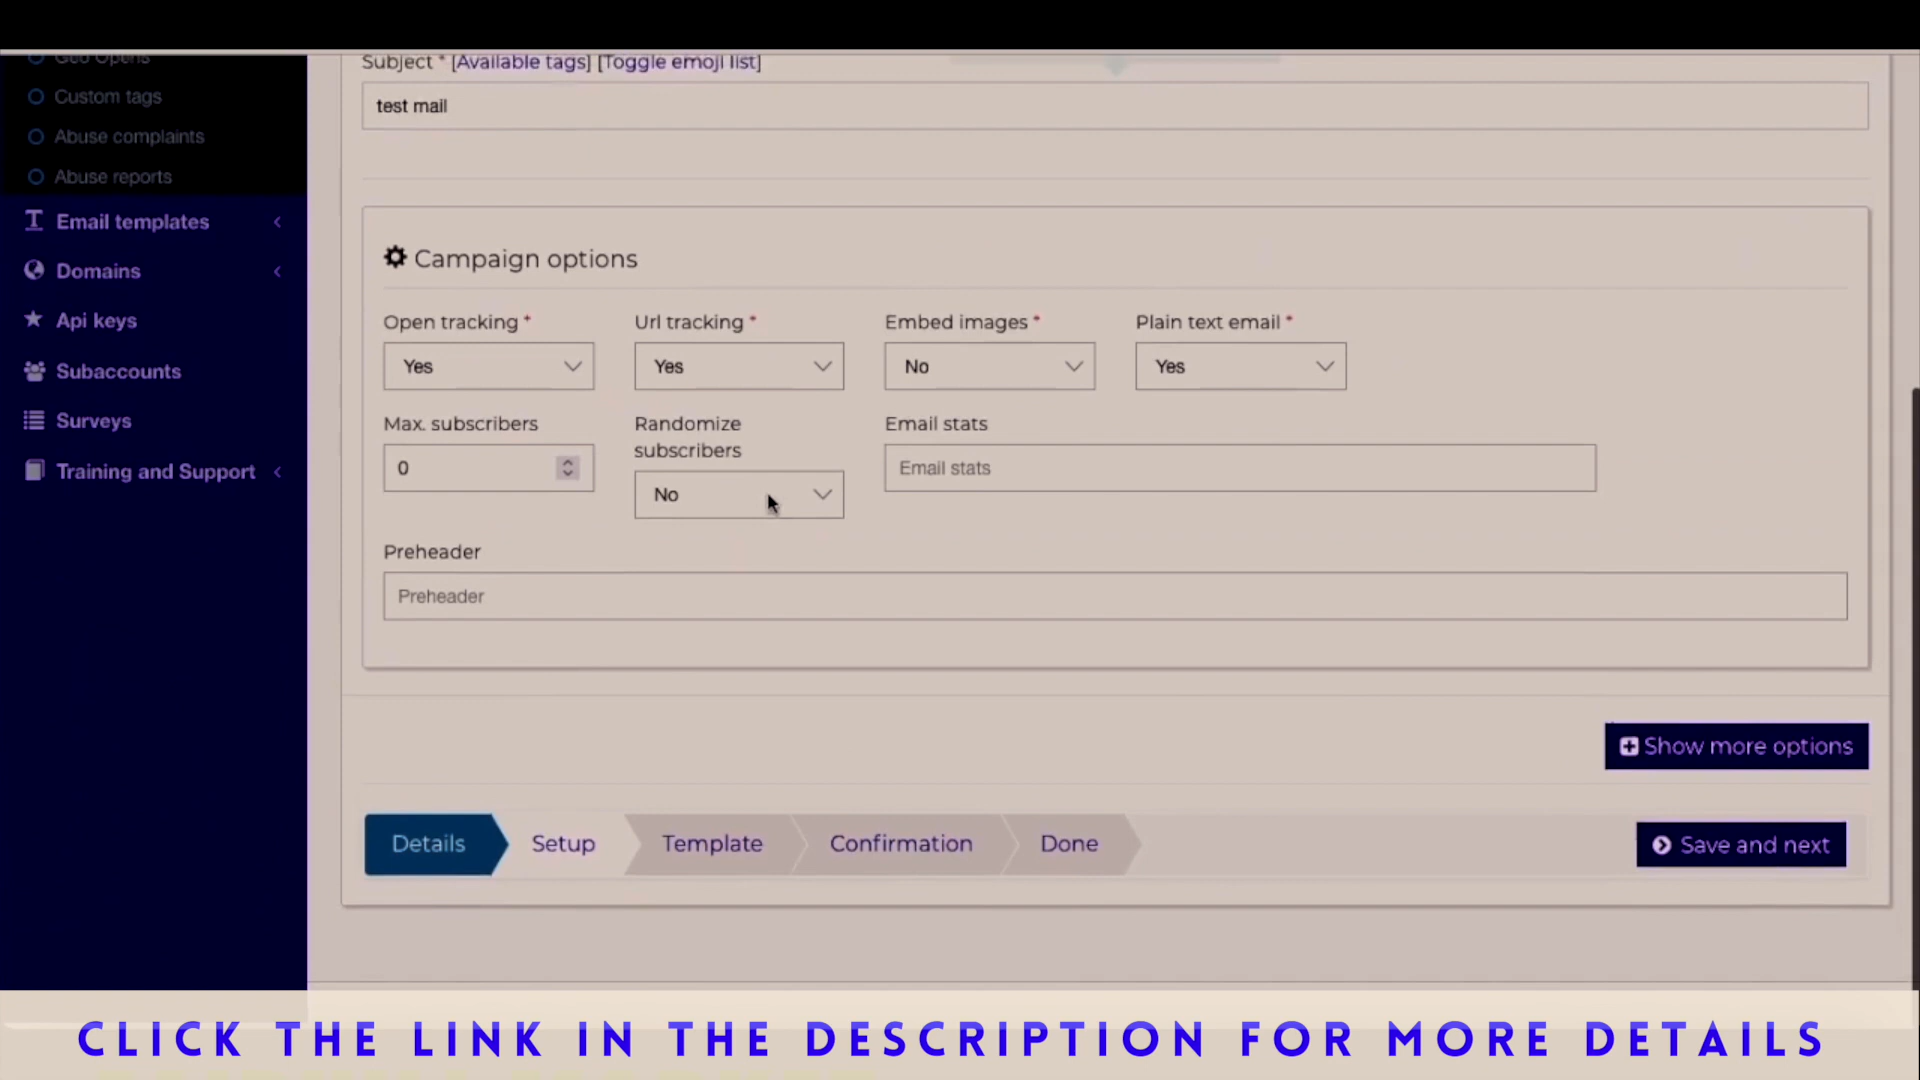 Geo Opens
Custom tags
Abuse complaints
Abuse reports
Email templates
Domains
Api keys
Subaccounts
Surveys
Training and Support
Subject * [Available tags] [Toggle emoji list]
test mail
Campaign options
Open tracking * Url tracking * Embed images * Plain text email *
Yes Yes No Yes
Max. subscribers Randomize subscribers Email stats
0 No Email stats
Preheader
Preheader
Show more options
Details Setup Template Confirmation Done Save and next
CLICK THE LINK IN THE DESCRIPTION FOR MORE DETAILS